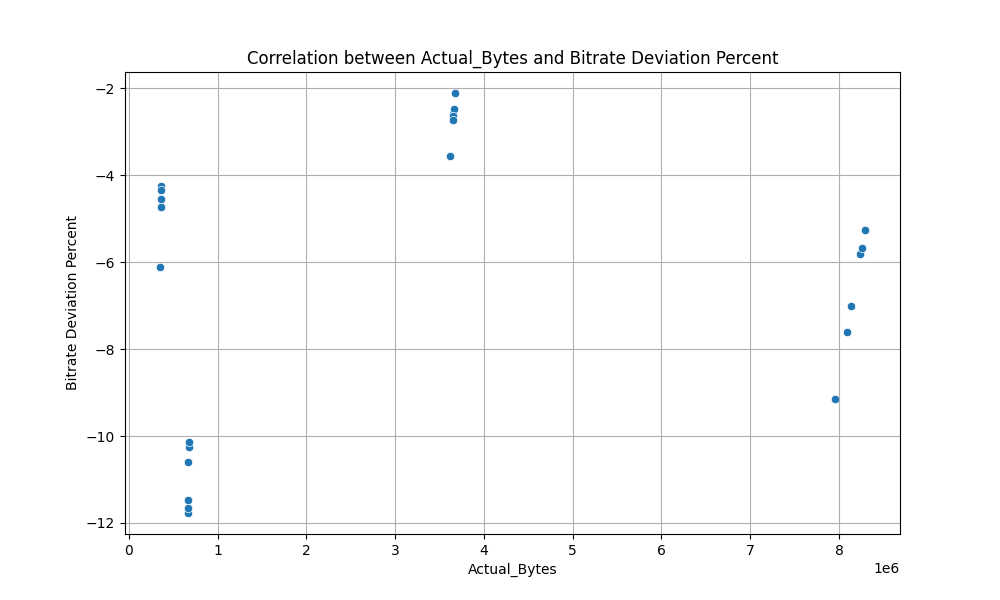 Correlation between Actual_Bytes and Bitrate Deviation Percent
Bitrate Deviation Percent
−2
−4
−6
−8
−10
−12
0 1 2 3 4 5 6 7 8
1e6
Actual_Bytes